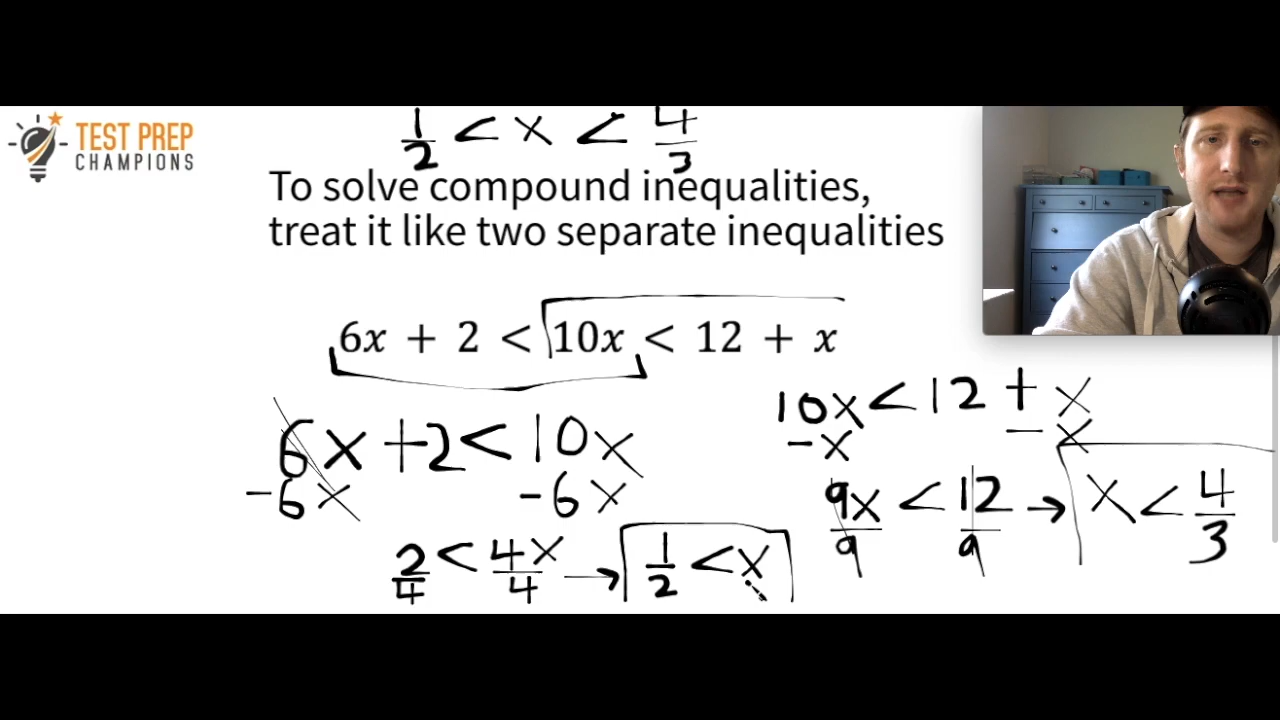 TEST PREP
CHAMPIONS
1/2 < x < 4/3
To solve compound inequalities,
treat it like two separate inequalities
6x + 2 < 10x < 12 + x
6x + 2 < 10x
-6x -6x
2/4 < 4x/4 → 1/2 < x
10x < 12 + x
-x - x
9x/9 < 12/9 → x < 4/3